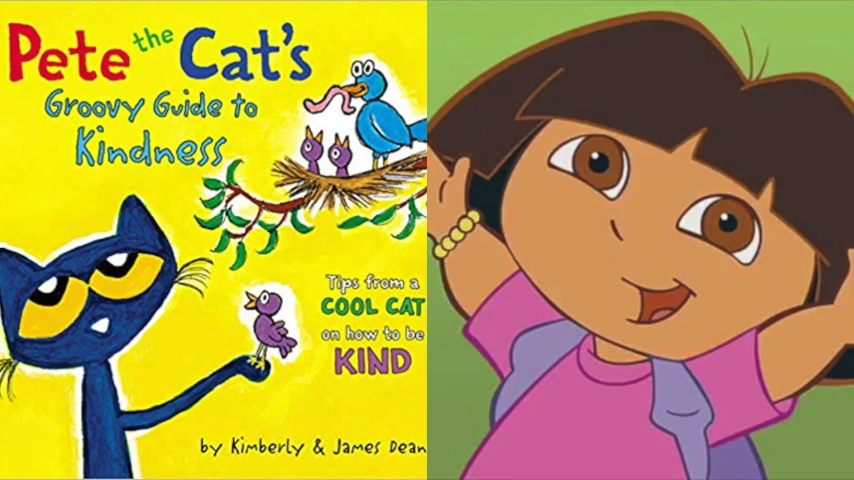 Pete the Cat's
Groovy Guide to
Kindness
Tips from a
COOL CAT
on how to be
KIND
by Kimberly & James Dean